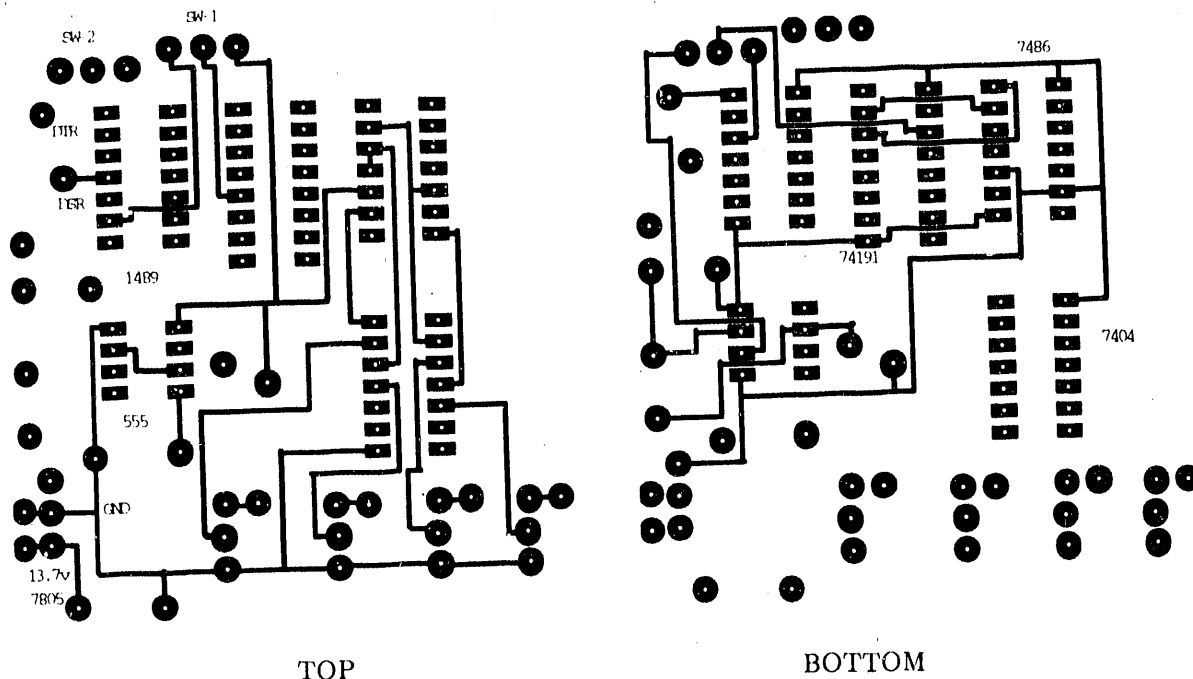 SW-1
SW-2
DTR
DSR
1489
555
GND
13.7v
7805
TOP
7486
74191
7404
BOTTOM